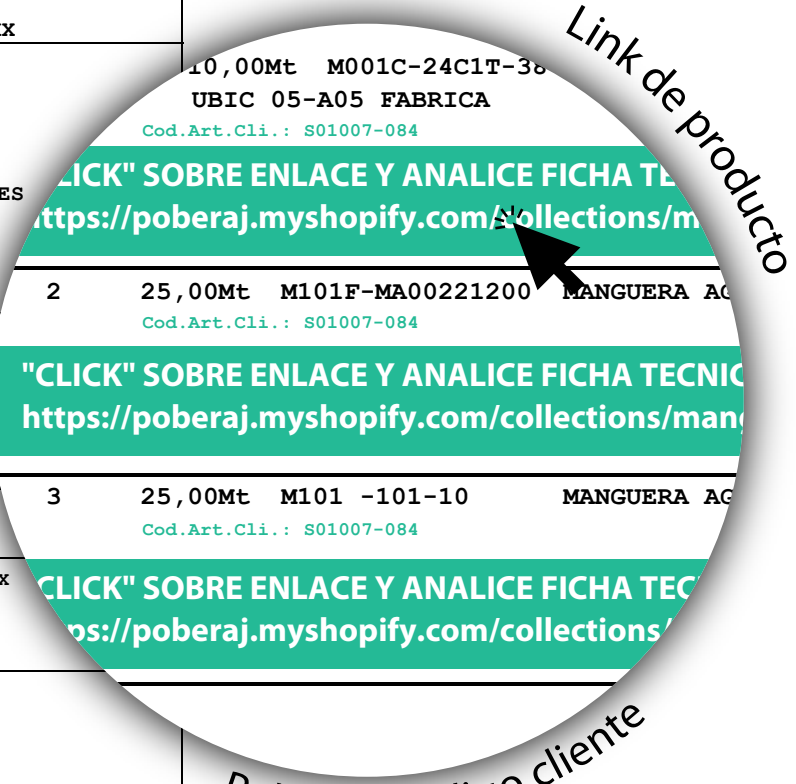 Link de producto
10,00Mt M001C-24C1T-38
UBIC 05-A05 FABRICA
Cod.Art.Cli.: S01007-084
CLICK" SOBRE ENLACE Y ANALICE FICHA
ttps://poberaj.myshopify.com/collections/m
ES
2 25,00Mt M101F-MA00221200 MANGUERA AG
Cod.Art.Cli.: S01007-084
"CLICK" SOBRE ENLACE Y ANALICE FICHA TECNIC
https://poberaj.myshopify.com/collections/mang
3 25,00Mt M101 -101-10 MANGUERA AG
Cod.Art.Cli.: S01007-084
CLICK" SOBRE ENLACE Y ANALICE FICHA TEC
ps://poberaj.myshopify.com/collections/
cliente